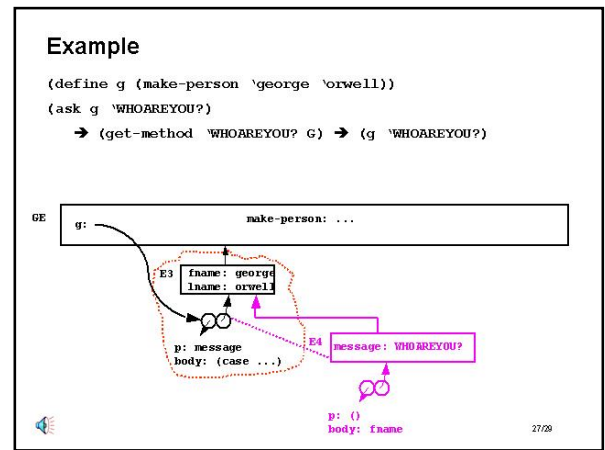 Example
(define g (make-person 'george 'orwell))
(ask g 'WHOAREYOU?)
➔ (get-method 'WHOAREYOU? G) ➔ (g 'WHOAREYOU?)
GE
g:
make-person: ...
E3
fname: george
lname: orwell
p: message
body: (case ...)
E4
message: WHOAREYOU?
p: ()
body: fname
27/29